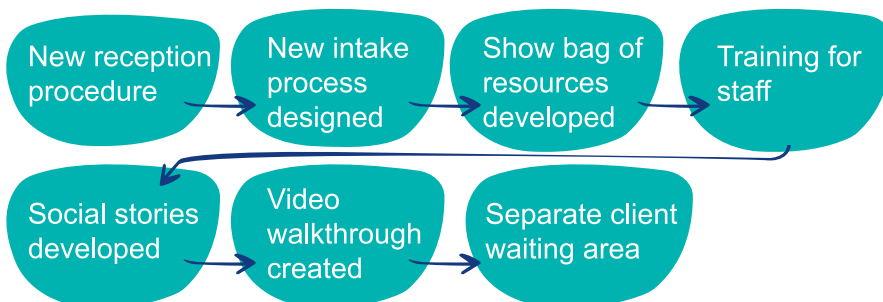 New reception
procedure
New intake
process
designed
Show bag of
resources
developed
Training for
staff
Social stories
developed
Video
walkthrough
created
Separate client
waiting area